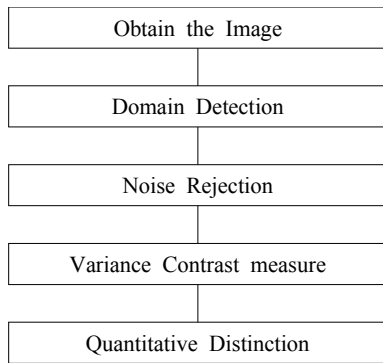 Obtain the Image
Domain Detection
Noise Rejection
Variance Contrast measure
Quantitative Distinction